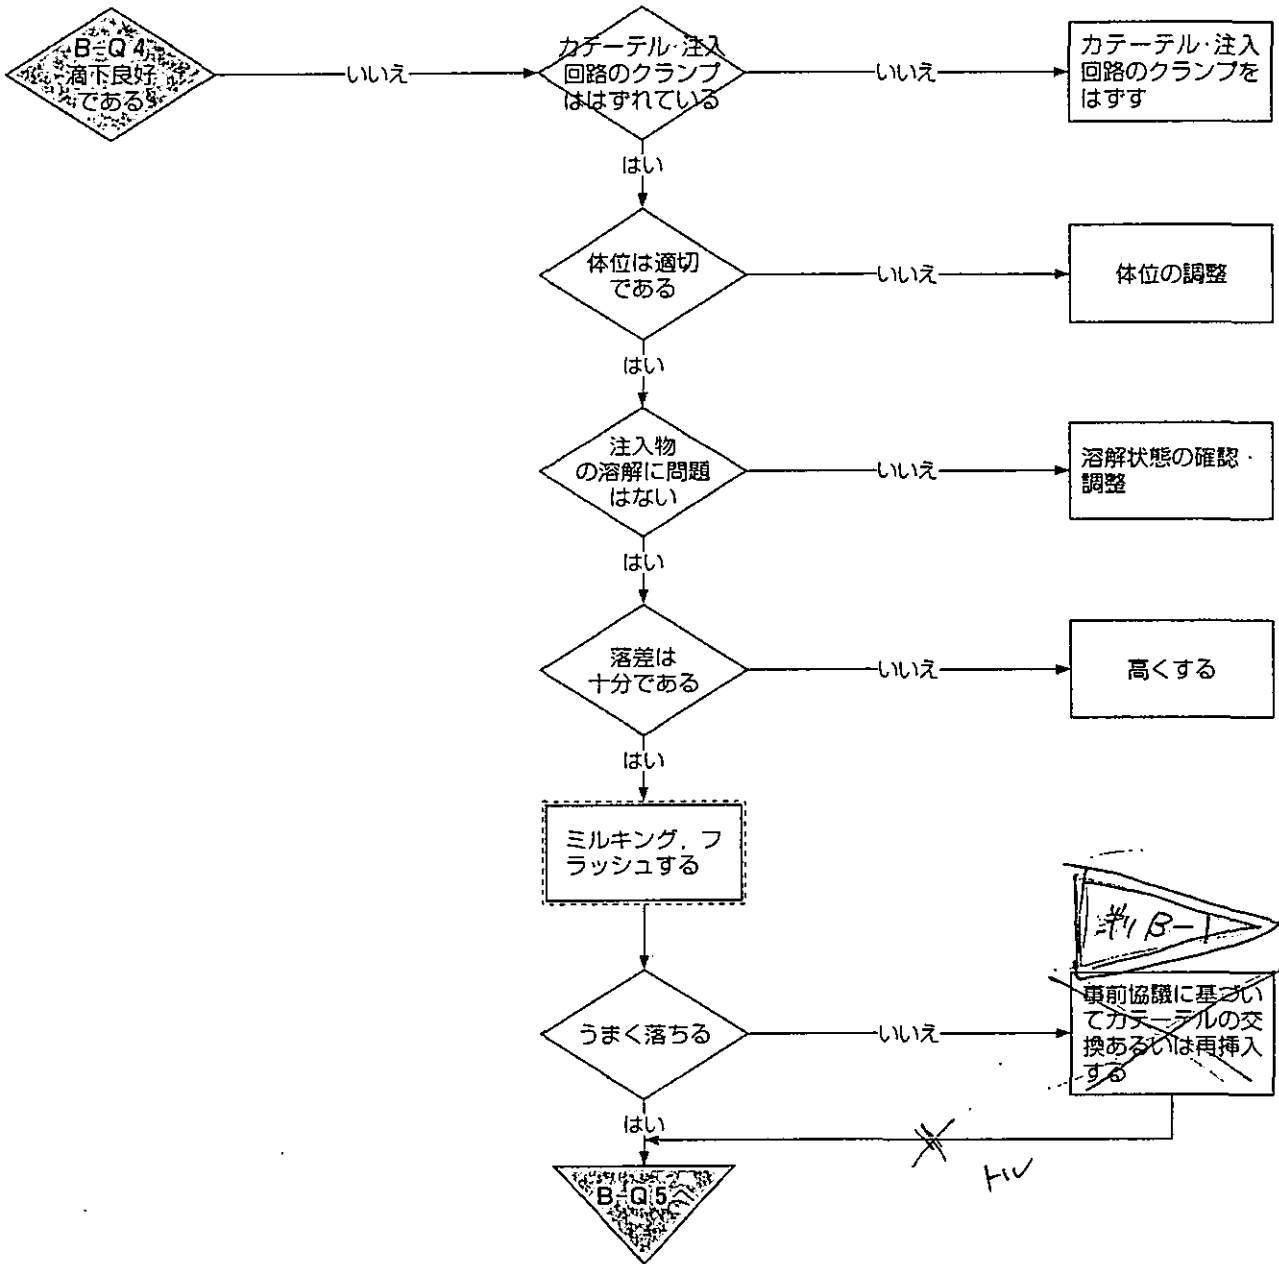 B-Q4
滴下良好
である
いいえ
カテーテル・注入
回路のクランプ
ははずれている
いいえ
カテーテル・注入
回路のクランプを
はずす
はい
体位は適切
である
いいえ
体位の調整
はい
注入物
の溶解に問題
はない
いいえ
溶解状態の確認・
調整
はい
落差は
十分である
いいえ
高くする
はい
ミルキング，フ
ラッシュする
B-1
うまく落ちる
いいえ
事前協議に基づい
てカテーテルの交
換あるいは再挿入
する
はい
トル
B-Q5へ